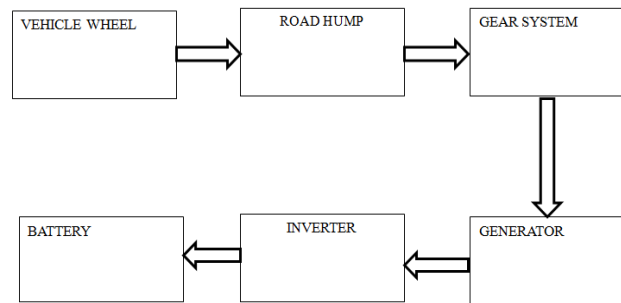 VEHICLE WHEEL
ROAD HUMP
GEAR SYSTEM
BATTERY
INVERTER
GENERATOR